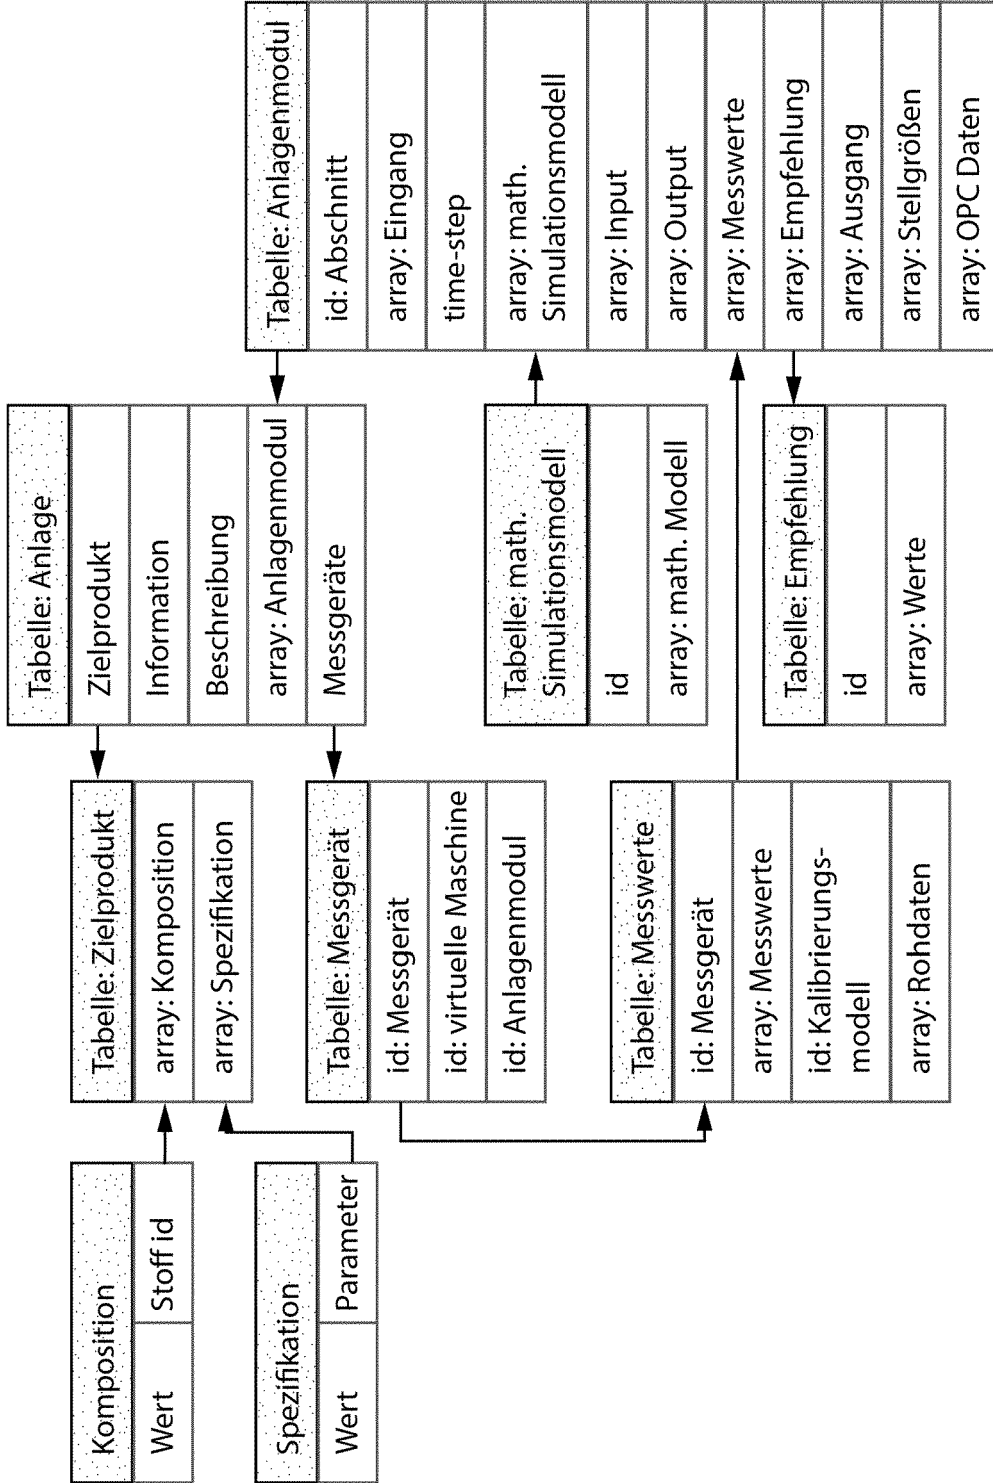 Komposition
Wert
Stoff id
Spezifikation
Wert
Parameter
Tabelle: Zielprodukt
array: Komposition
array: Spezifikation
Tabelle: Messgerät
id: Messgerät
id: virtuelle Maschine
id: Anlagenmodul
Tabelle: Messwerte
id: Messgerät
array: Messwerte
id: Kalibrierungs-
modell
array: Rohdaten
Tabelle: Anlage
Zielprodukt
Information
Beschreibung
array: Anlagenmodul
Messgeräte
Tabelle: math.
Simulationsmodell
id
array: math. Modell
Tabelle: Empfehlung
id
array: Werte
Tabelle: Anlagenmodul
id: Abschnitt
array: Eingang
time-step
array: math.
Simulationsmodell
array: Input
array: Output
array: Messwerte
array: Empfehlung
array: Ausgang
array: Stellgrößen
array: OPC Daten